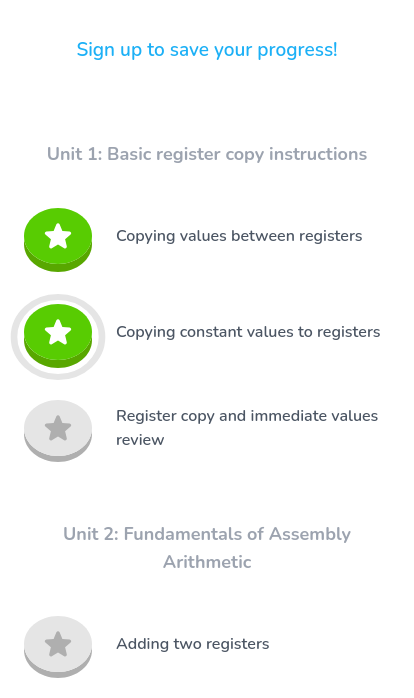 Sign up to save your progress!
Unit 1: Basic register copy instructions
Copying values between registers
Copying constant values to registers
Register copy and immediate values
review
Unit 2: Fundamentals of Assembly
Arithmetic
Adding two registers